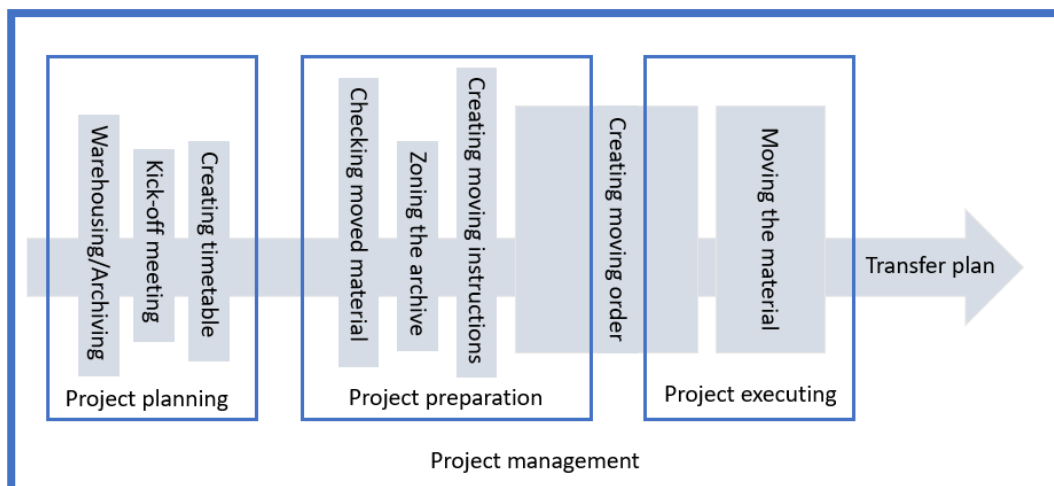 Warehousing/Archiving
Kick-off meeting
Creating timetable
Project planning
Checking moved material
Zoning the archive
Creating moving instructions
Creating moving order
Project preparation
Moving the material
Project executing
Transfer plan
Project management